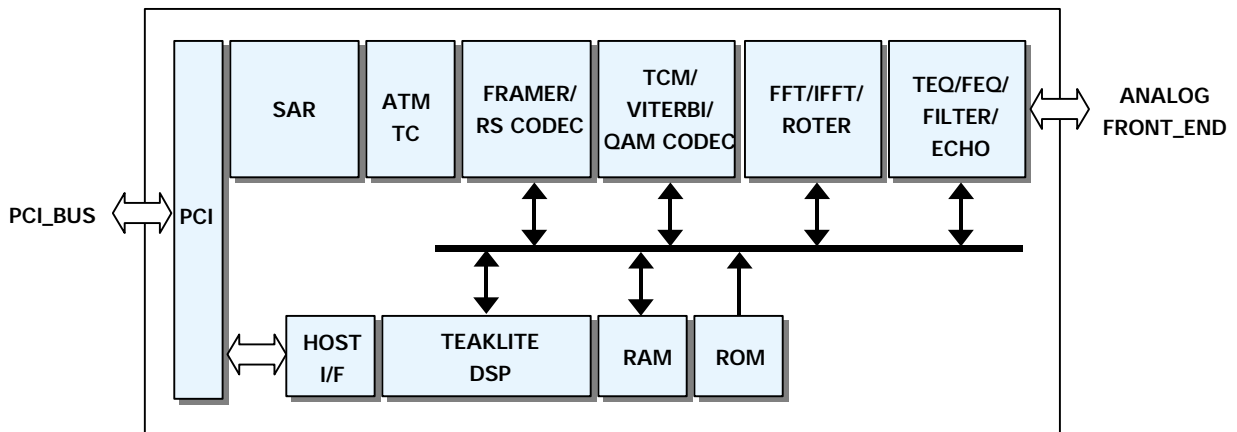 SAR
ATM
TC
FRAMER/
RS CODEC
TCM/
VITERBI/
QAM CODEC
FFT/IFFT/
ROTER
TEQ/FEQ/
FILTER/
ECHO
ANALOG
FRONT_END
PCI_BUS
PCI
HOST
I/F
TEAKLITE
DSP
RAM
ROM